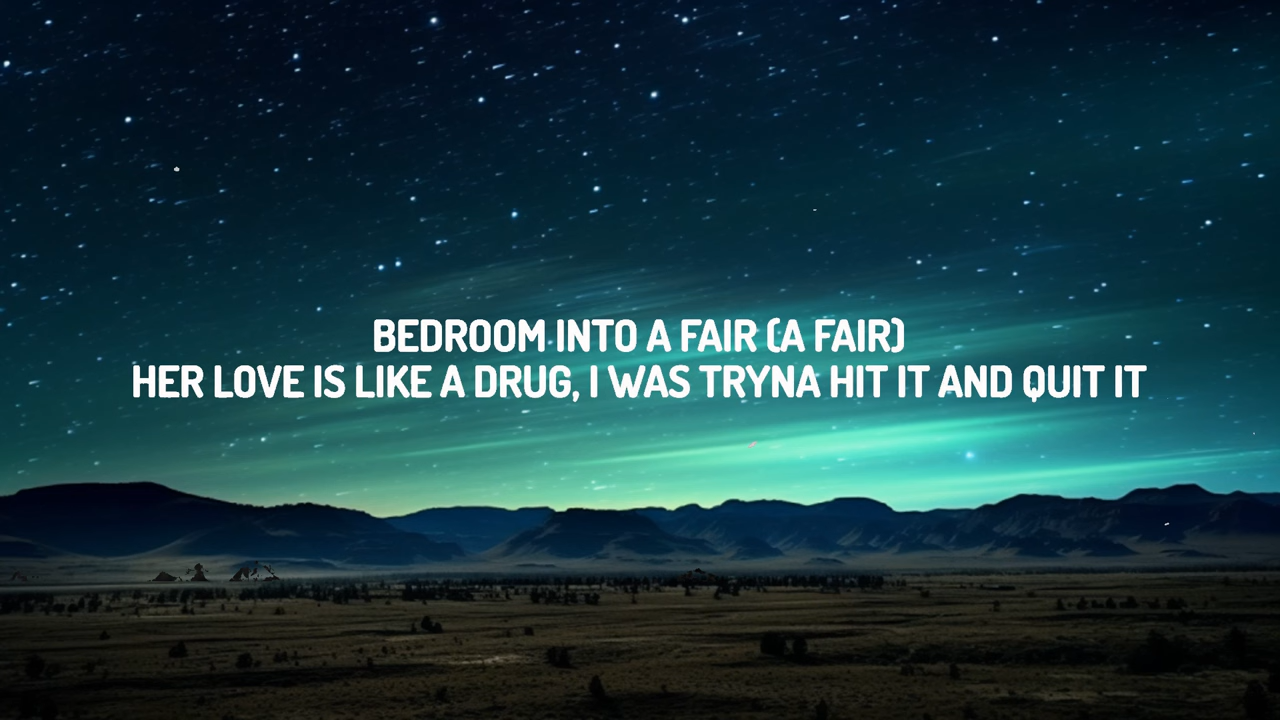 BEDROOM INTO A FAIR (A FAIR)
HER LOVE IS LIKE A DRUG, I WAS TRYNA HIT IT AND QUIT IT